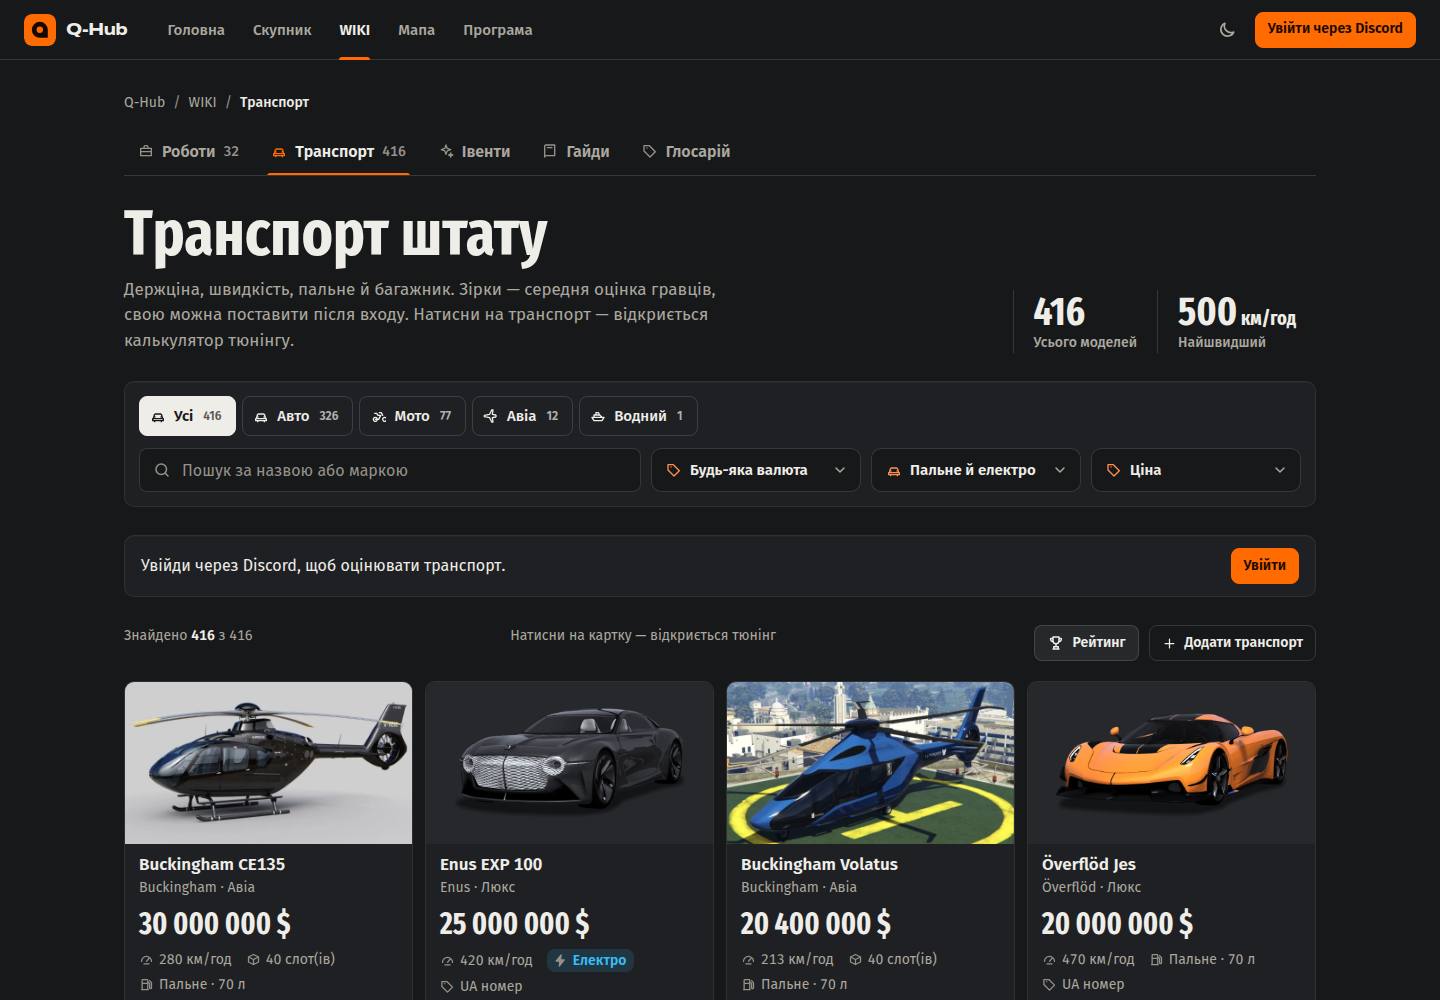 Q-Hub
Головна
Скупник
WIKI
Мапа
Програма
Увійти через Discord
Q-Hub / WIKI / Транспорт
Роботи 32
Транспорт 416
Івенти
Гайди
Глосарій
Транспорт штату
Держціна, швидкість, пальне й багажник. Зірки — середня оцінка гравців,
свою можна поставити після входу. Натисни на транспорт — відкриється
калькулятор тюнінгу.
416
Усього моделей
500 км/год
Найшвидший
Усі 416
Авто 326
Мото 77
Авіа 12
Водний 1
Пошук за назвою або маркою
Будь-яка валюта
Пальне й електро
Ціна
Увійди через Discord, щоб оцінювати транспорт.
Увійти
Знайдено 416 з 416
Натисни на картку — відкриється тюнінг
Рейтинг
Додати транспорт
Buckingham CE135
Buckingham · Авіа
30 000 000 $
280 км/год
40 слот(ів)
Пальне · 70 л
Enus EXP 100
Enus · Люкс
25 000 000 $
420 км/год
Електро
UA номер
Buckingham Volatus
Buckingham · Авіа
20 400 000 $
213 км/год
40 слот(ів)
Пальне · 70 л
Överflöd Jes
Överflöd · Люкс
20 000 000 $
470 км/год
Пальне · 70 л
UA номер